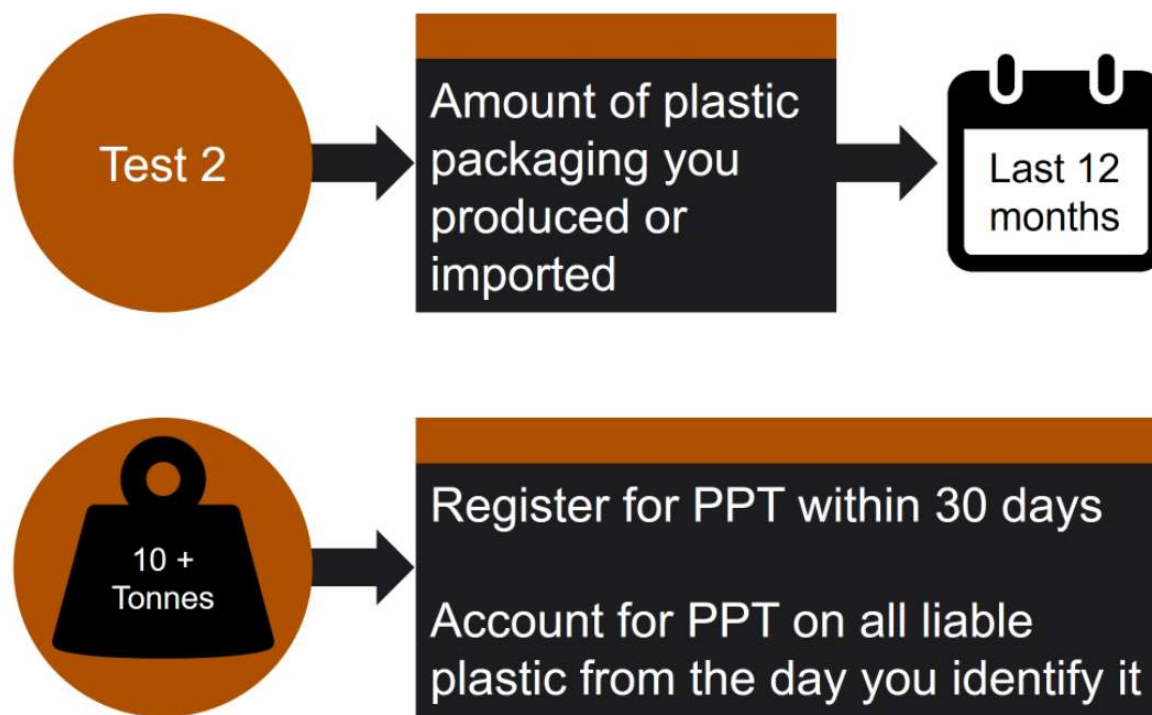 Test 2
Amount of plastic
packaging you
produced or
imported
Last 12
months
10 +
Tonnes
Register for PPT within 30 days
Account for PPT on all liable
plastic from the day you identify it